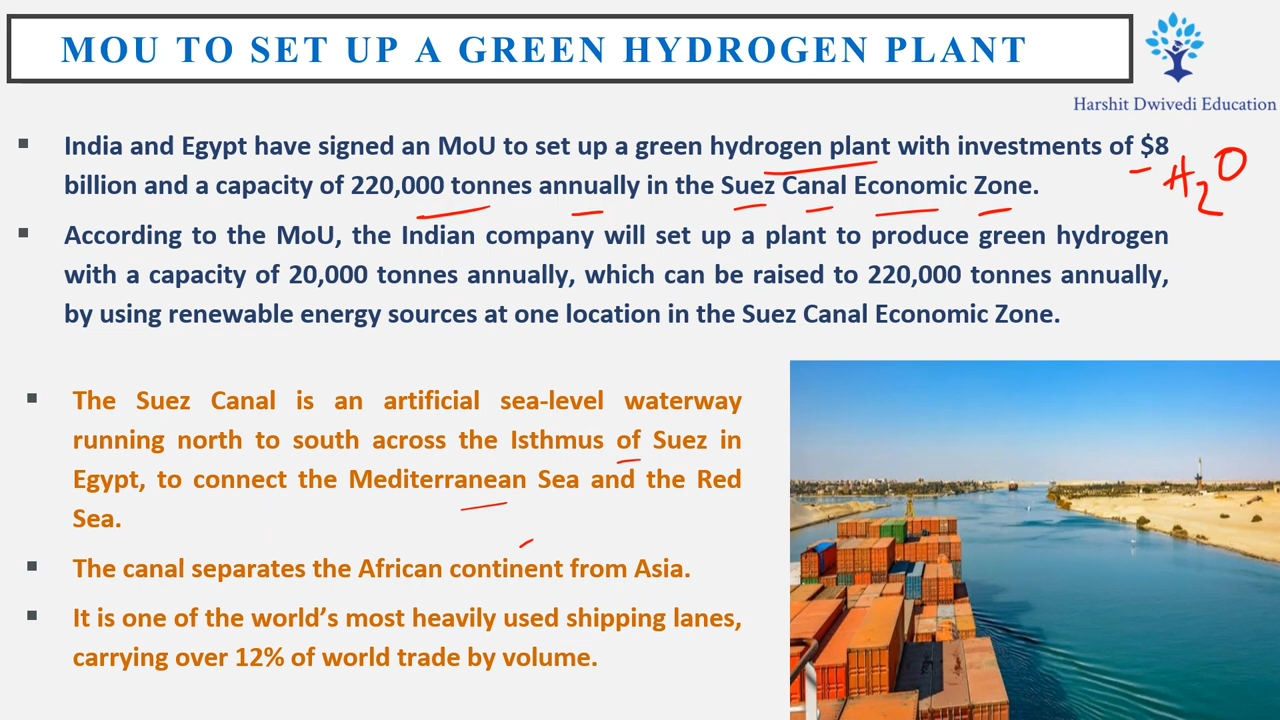 MOU TO SET UP A GREEN HYDROGEN PLANT
Harshit Dwivedi Education
India and Egypt have signed an MoU to set up a green hydrogen plant with investments of $8
billion and a capacity of 220,000 tonnes annually in the Suez Canal Economic Zone.
H2O
According to the MoU, the Indian company will set up a plant to produce green hydrogen
with a capacity of 20,000 tonnes annually, which can be raised to 220,000 tonnes annually,
by using renewable energy sources at one location in the Suez Canal Economic Zone.
The Suez Canal is an artificial sea-level waterway
running north to south across the Isthmus of Suez in
Egypt, to connect the Mediterranean Sea and the Red
Sea.
The canal separates the African continent from Asia.
It is one of the world's most heavily used shipping lanes,
carrying over 12% of world trade by volume.